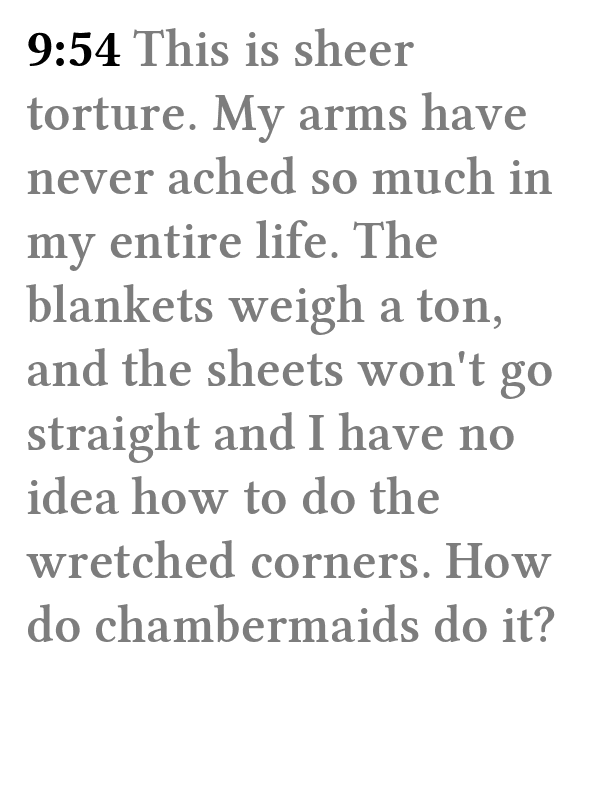 9:54 This is sheer
torture. My arms have
never ached so much in
my entire life. The
blankets weigh a ton,
and the sheets won't go
straight and I have no
idea how to do the
wretched corners. How
do chambermaids do it?